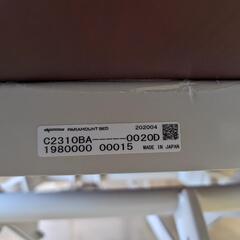 PARAMOUNT BED 202004
C2310BA-----0020D
1980000 00015 MADE IN JAPAN